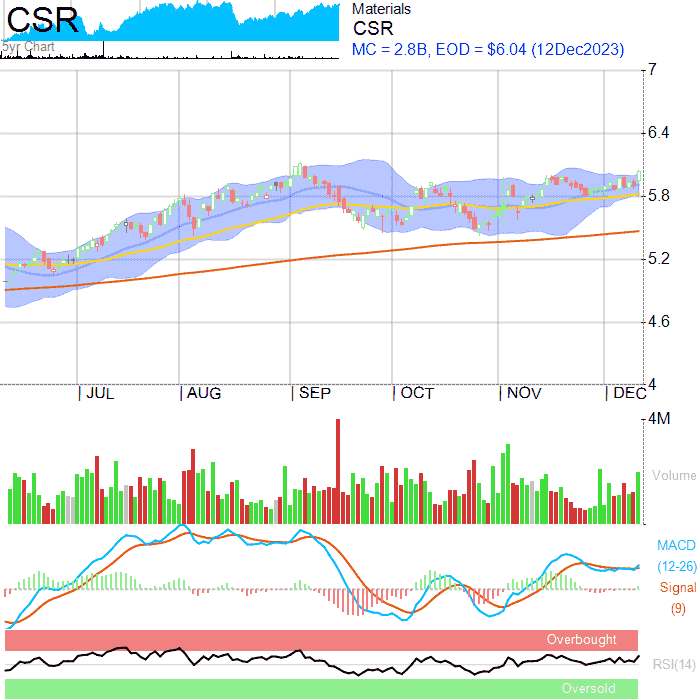 CSR
5yr Chart
Materials
CSR
MC = 2.8B, EOD = $6.04 (12Dec2023)
7
6.4
5.8
5.2
4.6
4
JUL
AUG
SEP
OCT
NOV
DEC
4M
Volume
MACD
(12-26)
Signal
(9)
Overbought
RSI(14)
Oversold